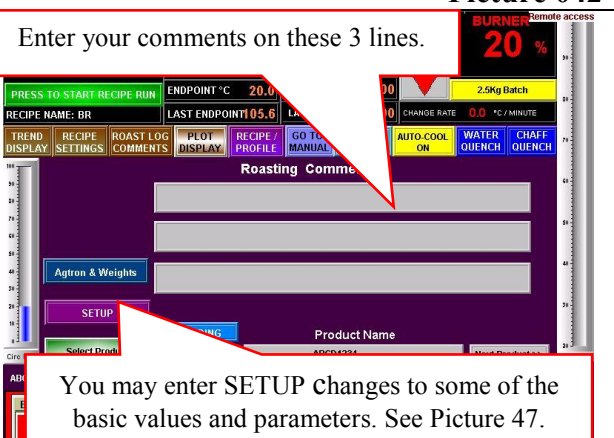 Remote access
BURNER
20 %
Enter your comments on these 3 lines.
PRESS TO START RECIPE RUN
ENDPOINT °C 20.0
2.5Kg Batch
RECIPE NAME: BR
LAST ENDPOINT 105.6
CHANGE RATE 0.0 °C / MINUTE
TREND DISPLAY
RECIPE SETTINGS
ROAST LOG COMMENTS
PLOT DISPLAY
RECIPE / PROFILE
GO TO MANUAL
AUTO-COOL ON
WATER QUENCH
CHAFF QUENCH
Roasting Comme
Agtron & Weights
SETUP
Product Name
You may enter SETUP changes to some of the
basic values and parameters. See Picture 47.